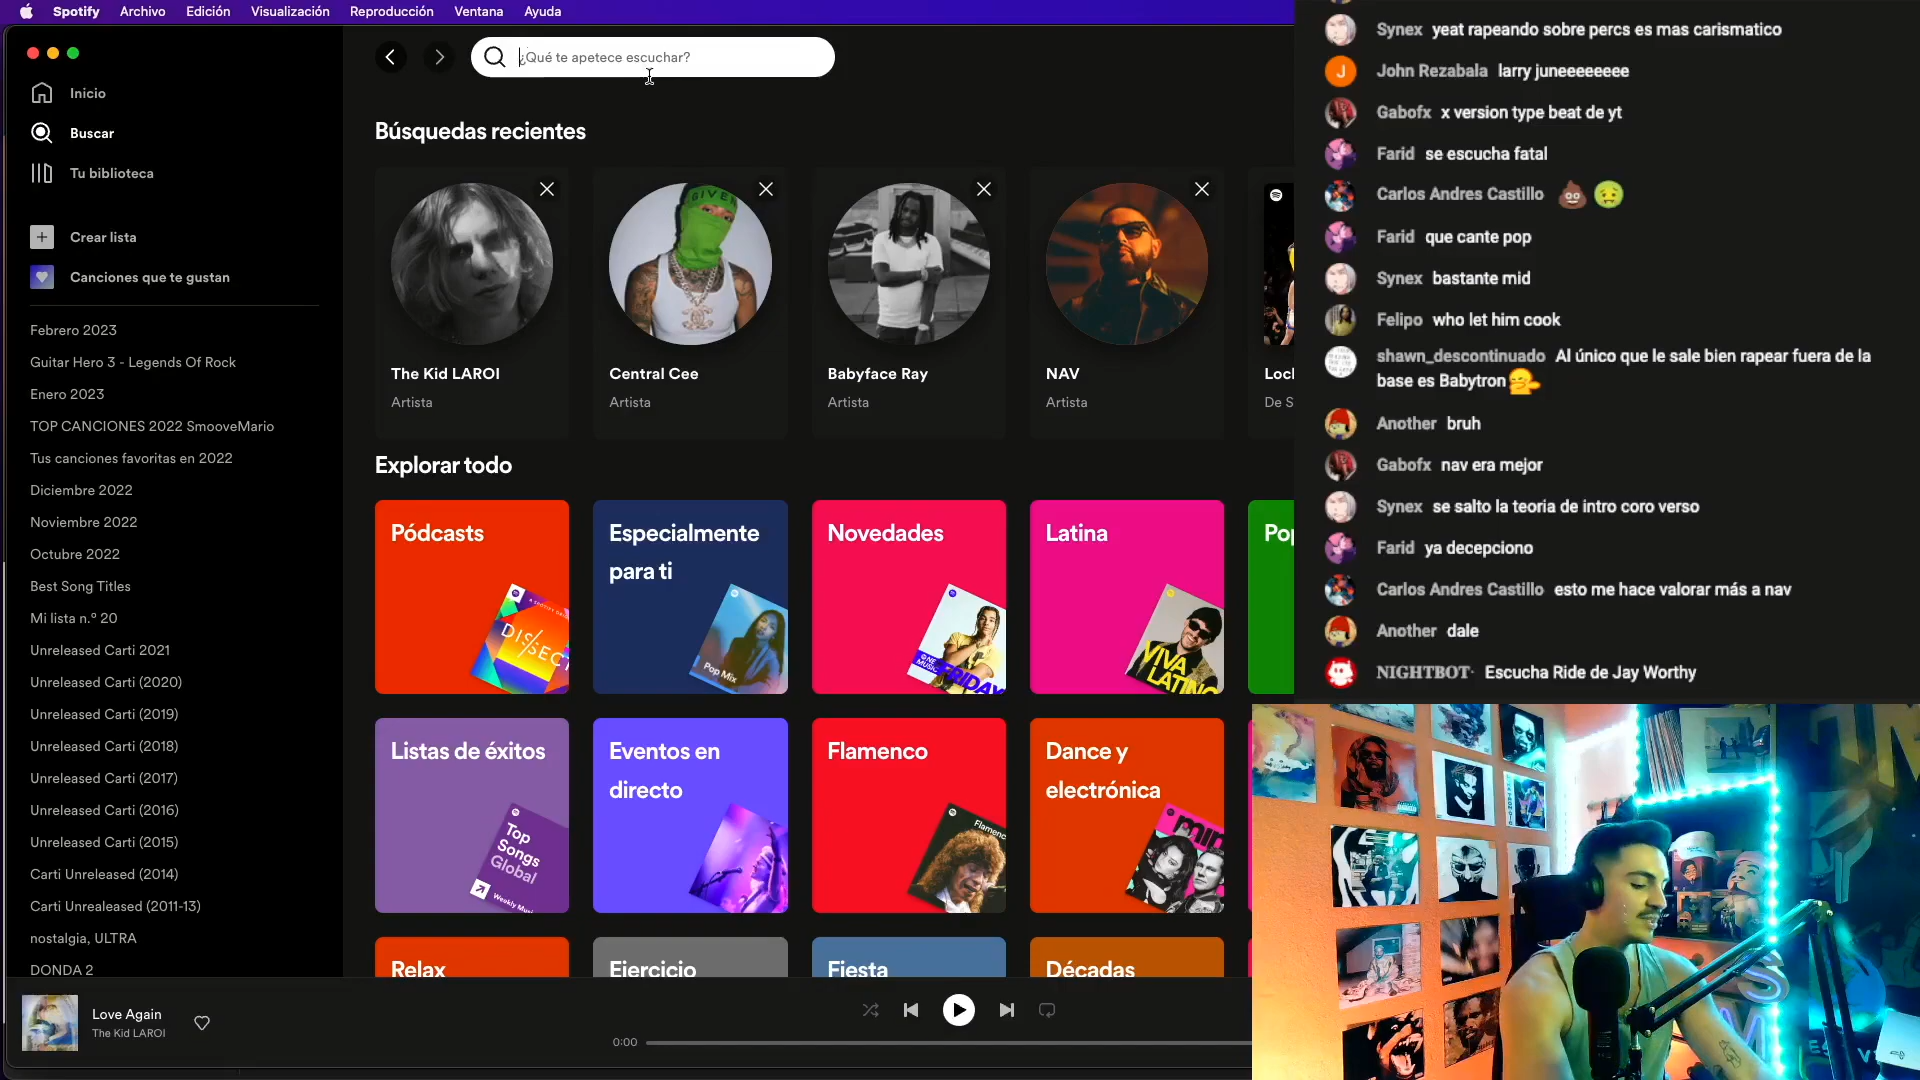 Spotify Archivo Edición Visualización Reproducción Ventana Ayuda
¿Qué te apetece escuchar?
Inicio
Buscar
Tu biblioteca
Crear lista
Canciones que te gustan
Febrero 2023
Guitar Hero 3 - Legends Of Rock
Enero 2023
TOP CANCIONES 2022 SmooveMario
Tus canciones favoritas en 2022
Diciembre 2022
Noviembre 2022
Octubre 2022
Best Song Titles
Mi lista n.º 20
Unreleased Carti 2021
Unreleased Carti (2020)
Unreleased Carti (2019)
Unreleased Carti (2018)
Unreleased Carti (2017)
Unreleased Carti (2016)
Unreleased Carti (2015)
Carti Unreleased (2014)
Carti Unrealeased (2011-13)
nostalgia, ULTRA
DONDA 2
Búsquedas recientes
GIVEN
The Kid LAROI
Artista
Central Cee
Artista
Babyface Ray
Artista
NAV
Artista
Explorar todo
Pódcasts
DISSECT
Especialmente
para ti
Pop Mix
Novedades
FRIDAY
Latina
VIVA
LATINO
Listas de éxitos
Top
Songs
Global
Eventos en
directo
Flamenco
Dance y
electrónica
Relax
Ejercicio
Fiesta
Décadas
Love Again
The Kid LAROI
0:00
Synex yeat rapeando sobre percs es mas carismatico
J John Rezabala larry juneeeeeeee
Gabofx x version type beat de yt
Farid se escucha fatal
Carlos Andres Castillo 💩 🤢
Farid que cante pop
Synex bastante mid
Felipo who let him cook
shawn_descontinuado Al único que le sale bien rapear fuera de la
base es Babytron
Another bruh
Gabofx nav era mejor
Synex se salto la teoria de intro coro verso
Farid ya decepciono
Carlos Andres Castillo esto me hace valorar más a nav
Another dale
NIGHTBOT· Escucha Ride de Jay Worthy